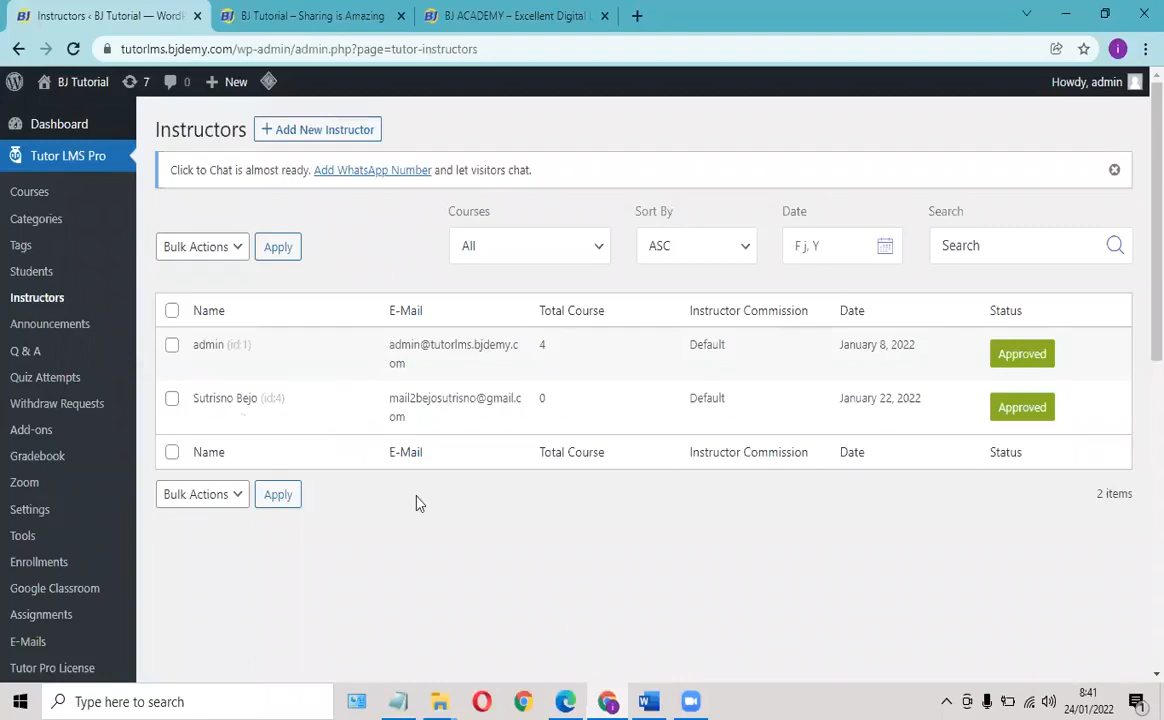 Instructors ‹ BJ Tutorial — WordP
BJ Tutorial – Sharing is Amazing
BJ ACADEMY – Excellent Digital L
tutorlms.bjdemy.com/wp-admin/admin.php?page=tutor-instructors
i
BJ Tutorial
7
0
New
Howdy, admin
Dashboard
Tutor LMS Pro
Courses
Categories
Tags
Students
Instructors
Announcements
Q & A
Quiz Attempts
Withdraw Requests
Add-ons
Gradebook
Zoom
Settings
Tools
Enrollments
Google Classroom
Assignments
E-Mails
Tutor Pro License
Instructors
+ Add New Instructor
Click to Chat is almost ready. Add WhatsApp Number and let visitors chat.
Courses Sort By Date Search
Bulk Actions Apply All ASC F j, Y Search
Name E-Mail Total Course Instructor Commission Date Status
admin (id:1) admin@tutorlms.bjdemy.c 4 Default January 8, 2022 Approved
om
Sutrisno Bejo (id:4) mail2bejosutrisno@gmail.c 0 Default January 22, 2022 Approved
om
Name E-Mail Total Course Instructor Commission Date Status
Bulk Actions Apply 2 items
Type here to search
8:41
24/01/2022
1